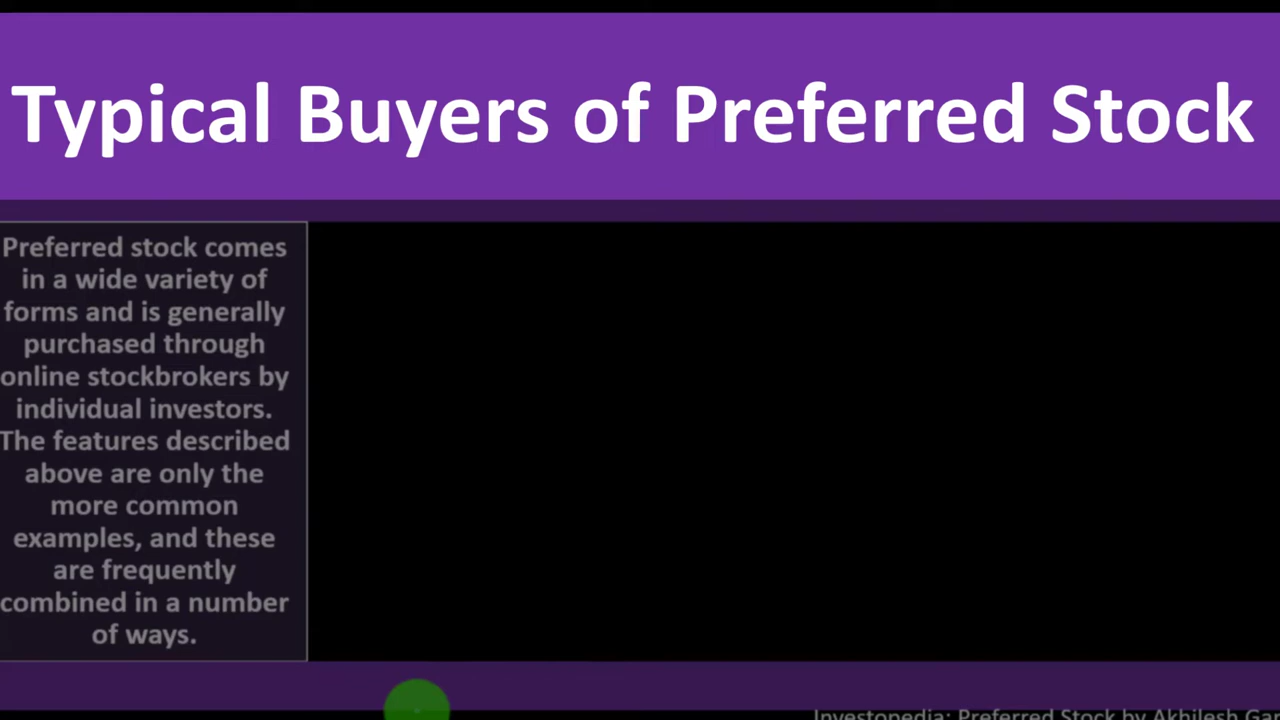 Typical Buyers of Preferred Stock
Preferred stock comes
in a wide variety of
forms and is generally
purchased through
online stockbrokers by
individual investors.
The features described
above are only the
more common
examples, and these
are frequently
combined in a number
of ways.
Investopedia: Preferred Stock by Akhilesh Gan